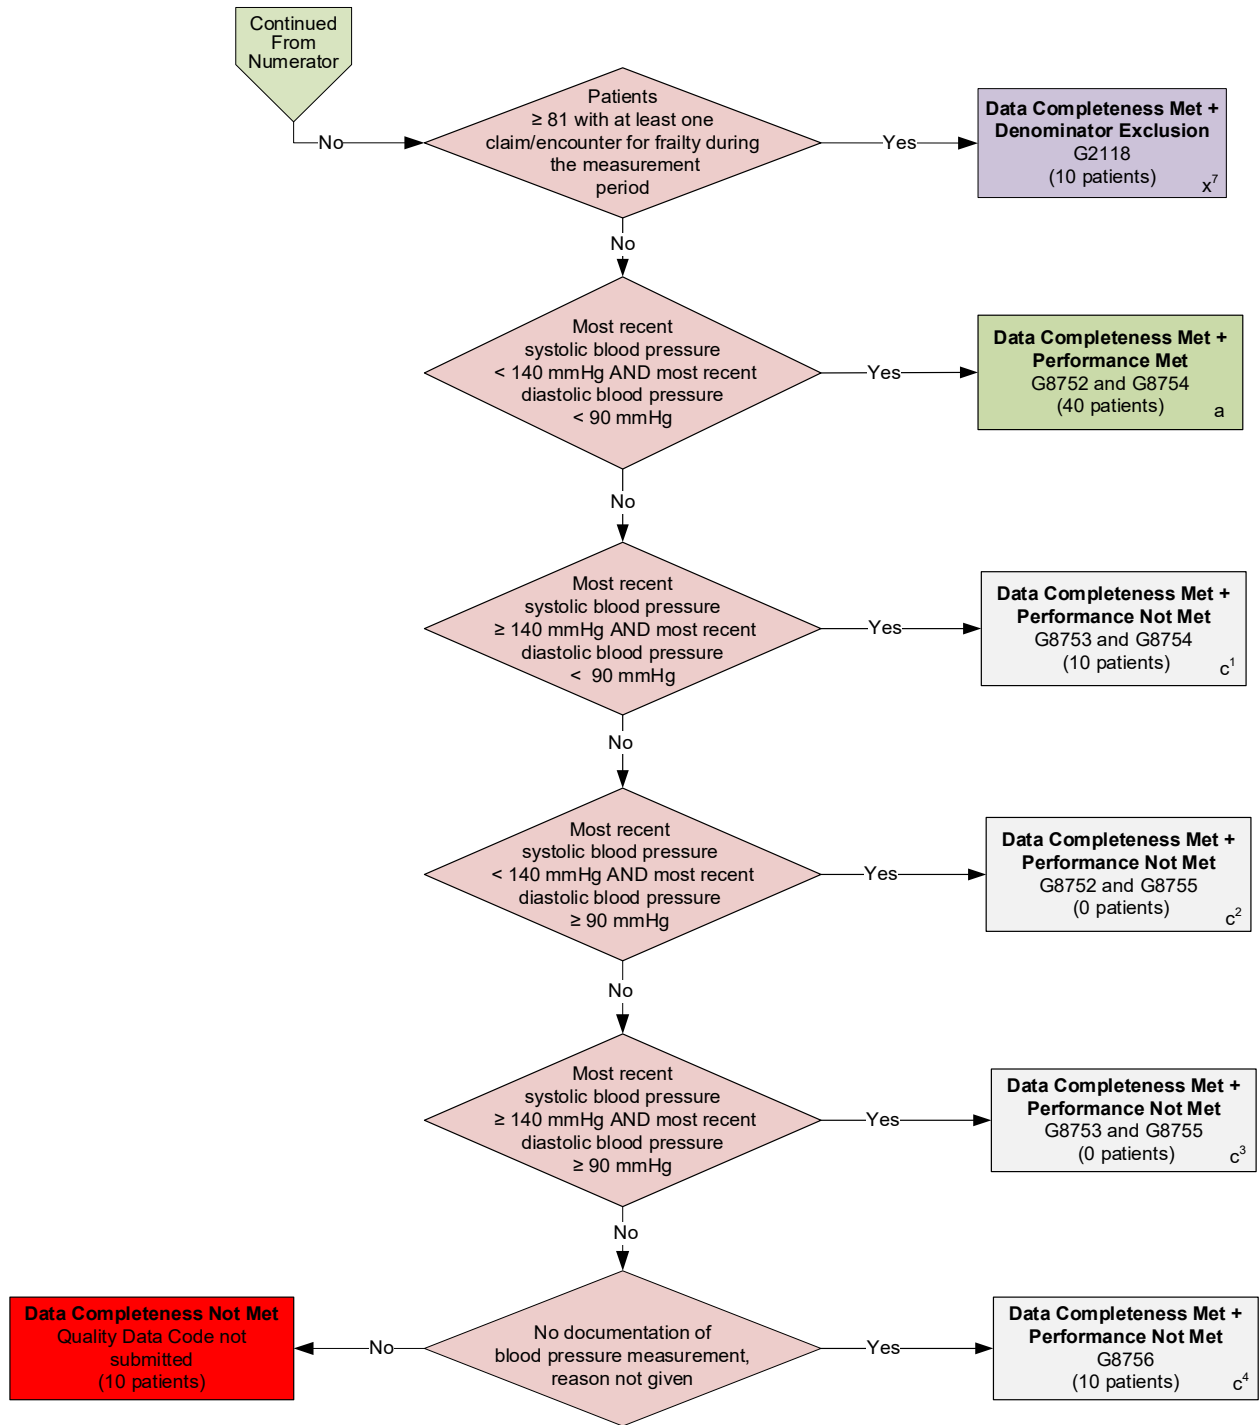 Continued
From
Numerator
No
Patients
≥ 81 with at least one
claim/encounter for frailty during
the measurement
period
Yes
Data Completeness Met +
Denominator Exclusion
G2118
(10 patients)
x⁷
No
Most recent
systolic blood pressure
< 140 mmHg AND most recent
diastolic blood pressure
< 90 mmHg
Yes
Data Completeness Met +
Performance Met
G8752 and G8754
(40 patients)
a
No
Most recent
systolic blood pressure
≥ 140 mmHg AND most recent
diastolic blood pressure
< 90 mmHg
Yes
Data Completeness Met +
Performance Not Met
G8753 and G8754
(10 patients)
c¹
No
Most recent
systolic blood pressure
< 140 mmHg AND most recent
diastolic blood pressure
≥ 90 mmHg
Yes
Data Completeness Met +
Performance Not Met
G8752 and G8755
(0 patients)
c²
No
Most recent
systolic blood pressure
≥ 140 mmHg AND most recent
diastolic blood pressure
≥ 90 mmHg
Yes
Data Completeness Met +
Performance Not Met
G8753 and G8755
(0 patients)
c³
No
Data Completeness Not Met
Quality Data Code not
submitted
(10 patients)
No
No documentation of
blood pressure measurement,
reason not given
Yes
Data Completeness Met +
Performance Not Met
G8756
(10 patients)
c⁴